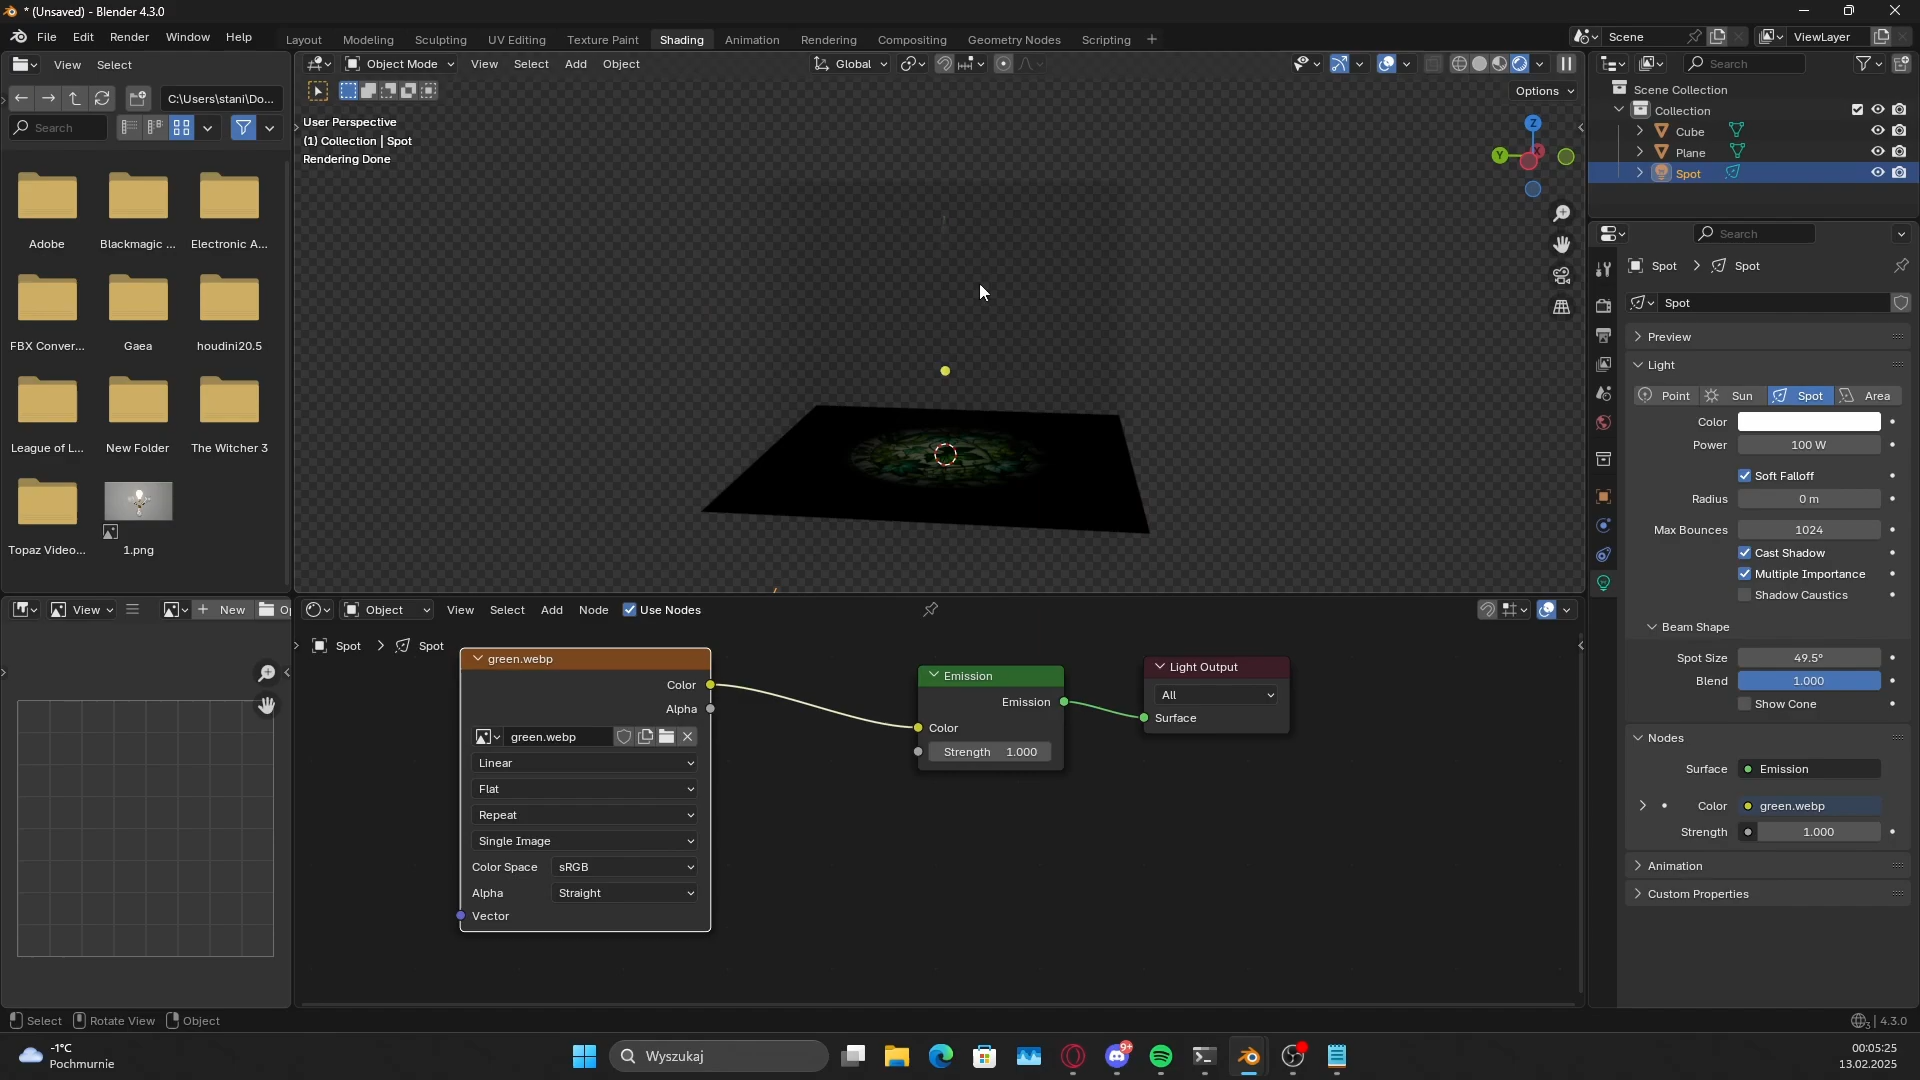 * (Unsaved) - Blender 4.3.0
File Edit Render Window Help
Layout Modeling Sculpting UV Editing Texture Paint Shading Animation Rendering Compositing Geometry Nodes Scripting
Scene
ViewLayer
View Select
C:\Users\stani\Do...
Search
Object Mode View Select Add Object
Global
Options
User Perspective
(1) Collection | Spot
Rendering Done
Z
Y
X
Adobe
Blackmagic ...
Electronic A...
FBX Conver...
Gaea
houdini20.5
League of L...
New Folder
The Witcher 3
Topaz Video...
1.png
Search
Scene Collection
Collection
Cube
Plane
Spot
Search
Spot > Spot
Spot
Preview
Light
Point Sun Spot Area
Color
Power 100 W
Soft Falloff
Radius 0 m
Max Bounces 1024
Cast Shadow
Multiple Importance
Shadow Caustics
Beam Shape
Spot Size 49.5°
Blend 1.000
Show Cone
Nodes
Surface Emission
Color green.webp
Strength 1.000
Animation
Custom Properties
View
New
Op
Object View Select Add Node Use Nodes
Spot > Spot
green.webp
Color
Alpha
green.webp
Linear
Flat
Repeat
Single Image
Color Space sRGB
Alpha Straight
Vector
Emission
Emission
Color
Strength 1.000
Light Output
All
Surface
Select Rotate View Object
3 4.3.0
-1°C
Pochmurnie
Wyszukaj
9+
00:05:25
13.02.2025